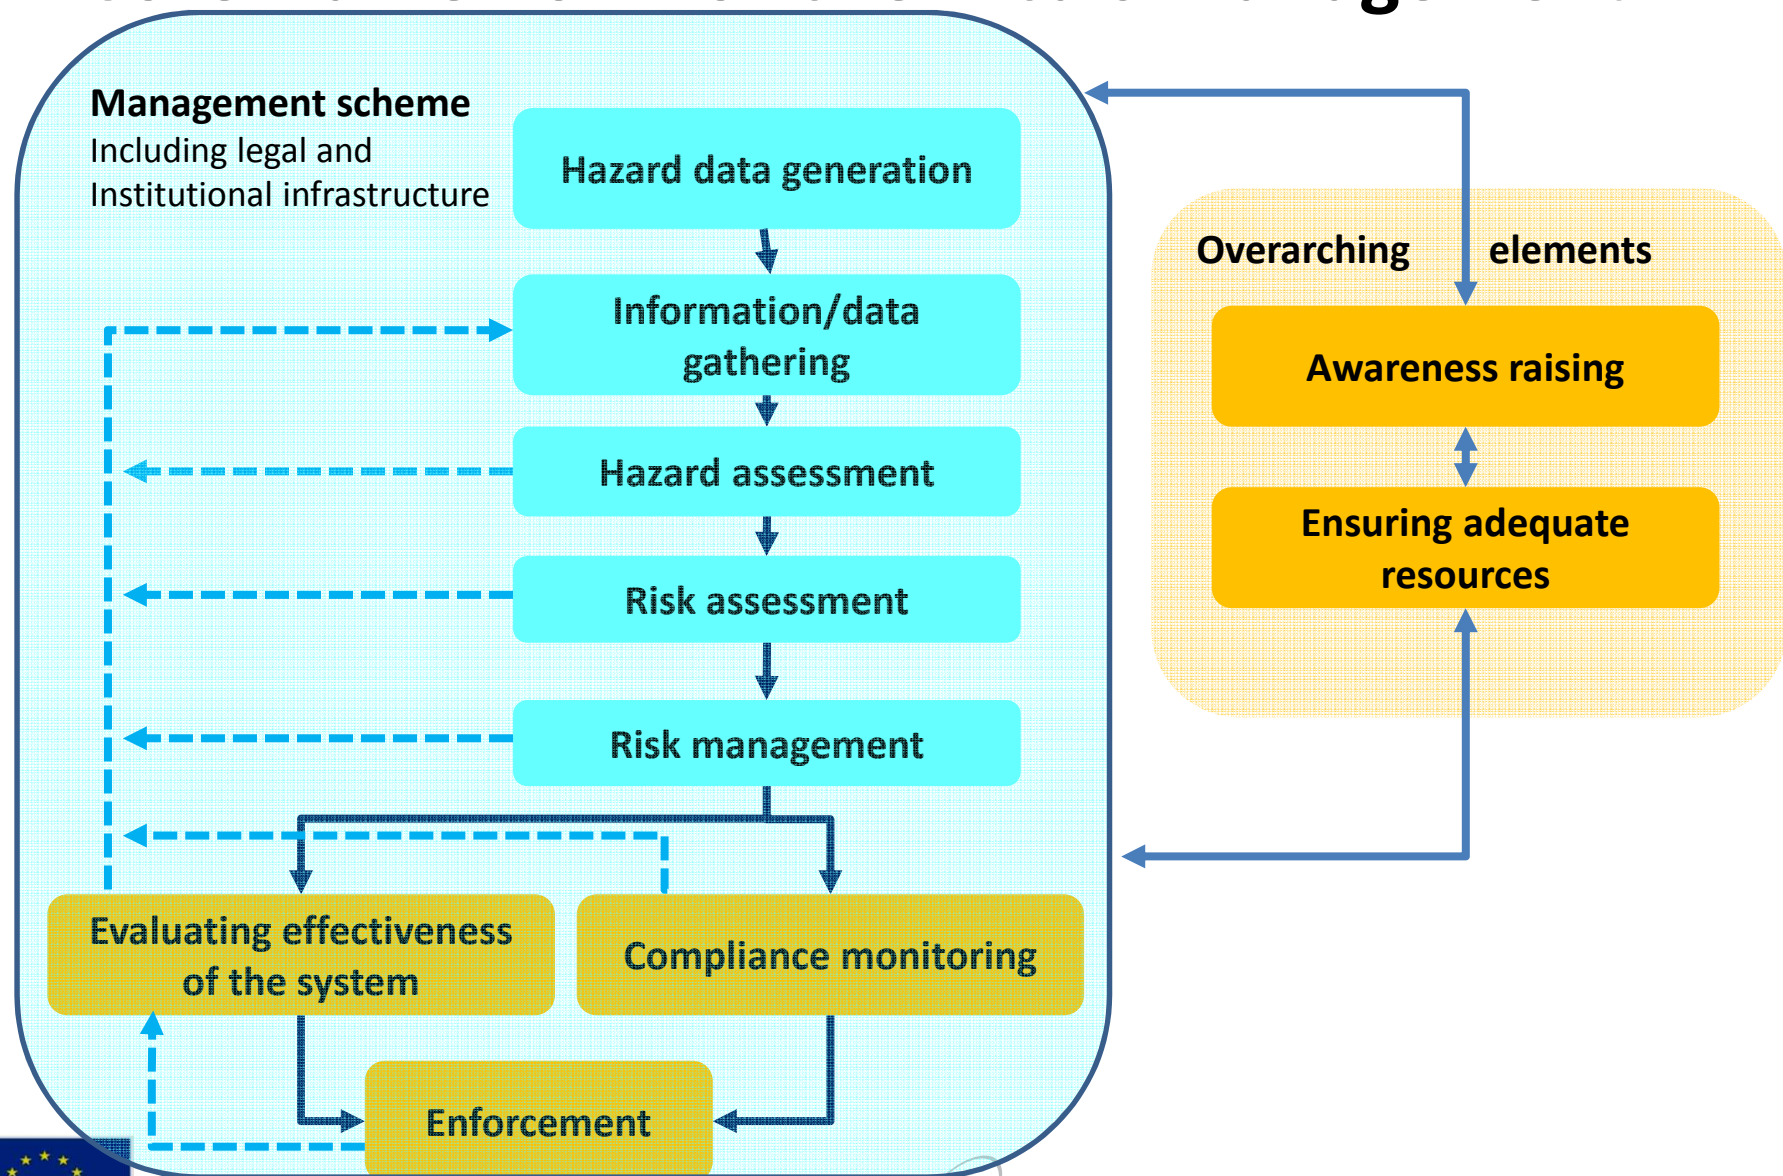 Management scheme
Including legal and
Institutional infrastructure
Hazard data generation
Information/data
gathering
Hazard assessment
Risk assessment
Risk management
Evaluating effectiveness
of the system
Compliance monitoring
Enforcement
Overarching elements
Awareness raising
Ensuring adequate
resources